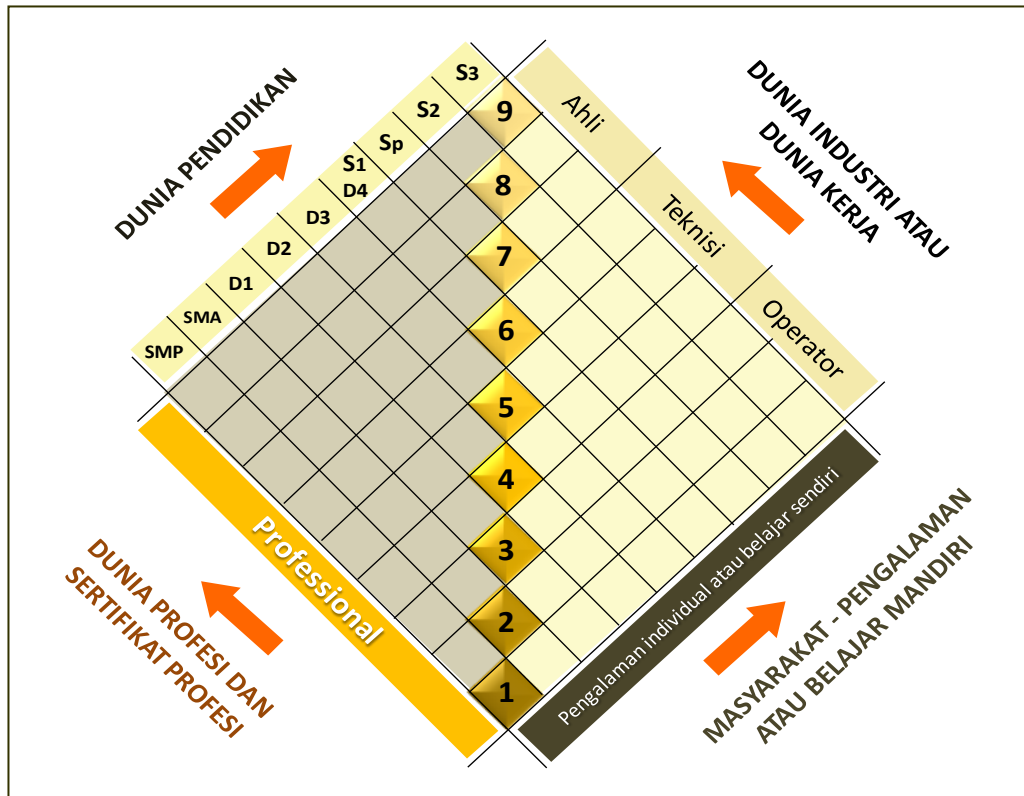 DUNIA PENDIDIKAN
S3
S2
Sp
S1
D4
D3
D2
D1
SMA
SMP
Ahli
Teknisi
Operator
DUNIA INDUSTRI ATAU
DUNIA KERJA
9
8
7
6
5
4
3
2
1
Professional
DUNIA PROFESI DAN
SERTIFIKAT PROFESI
Pengalaman individual atau belajar sendiri
MASYARAKAT - PENGALAMAN
ATAU BELAJAR MANDIRI